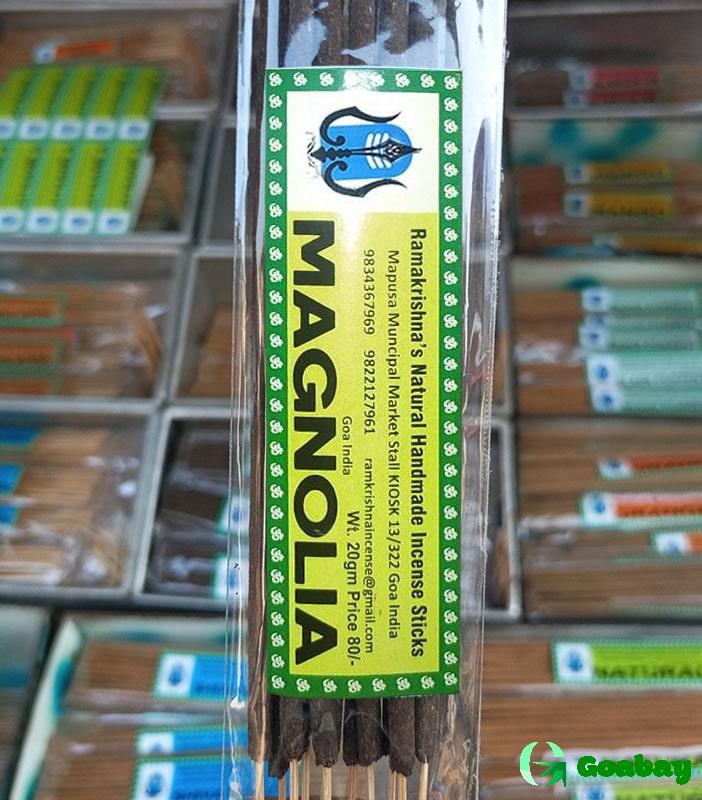 Ramakrishna's Natural Handmade Incense Sticks
Mapusa Muncipal Market Stall KIOSK 13/322 Goa India
9834367969 9822127961 ramkrishnaincense@gmail.com
Goa India
Wt. 20gm Price 80/-
MAGNOLIA
NATURAL
Goabay